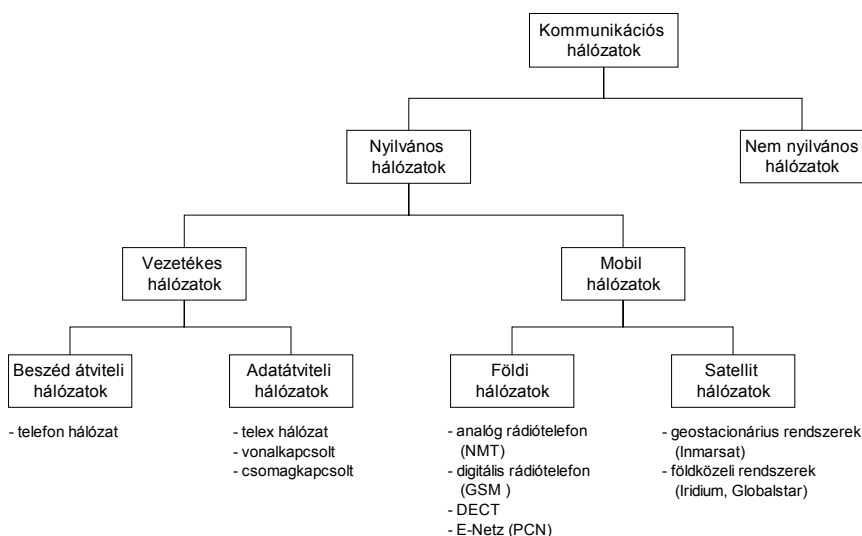 Kommunikációs
hálózatok
Nyilvános
hálózatok
Nem nyilvános
hálózatok
Vezetékes
hálózatok
Mobil
hálózatok
Beszéd átviteli
hálózatok
Adatátviteli
hálózatok
Földi
hálózatok
Satellit
hálózatok
- telefon hálózat
- telex hálózat
- vonalkapcsolt
- csomagkapcsolt
- analóg rádiótelefon
(NMT)
- digitális rádiótelefon
(GSM )
- DECT
- E-Netz (PCN)
- geostacionárius rendszerek
(Inmarsat)
- földközeli rendszerek
(Iridium, Globalstar)